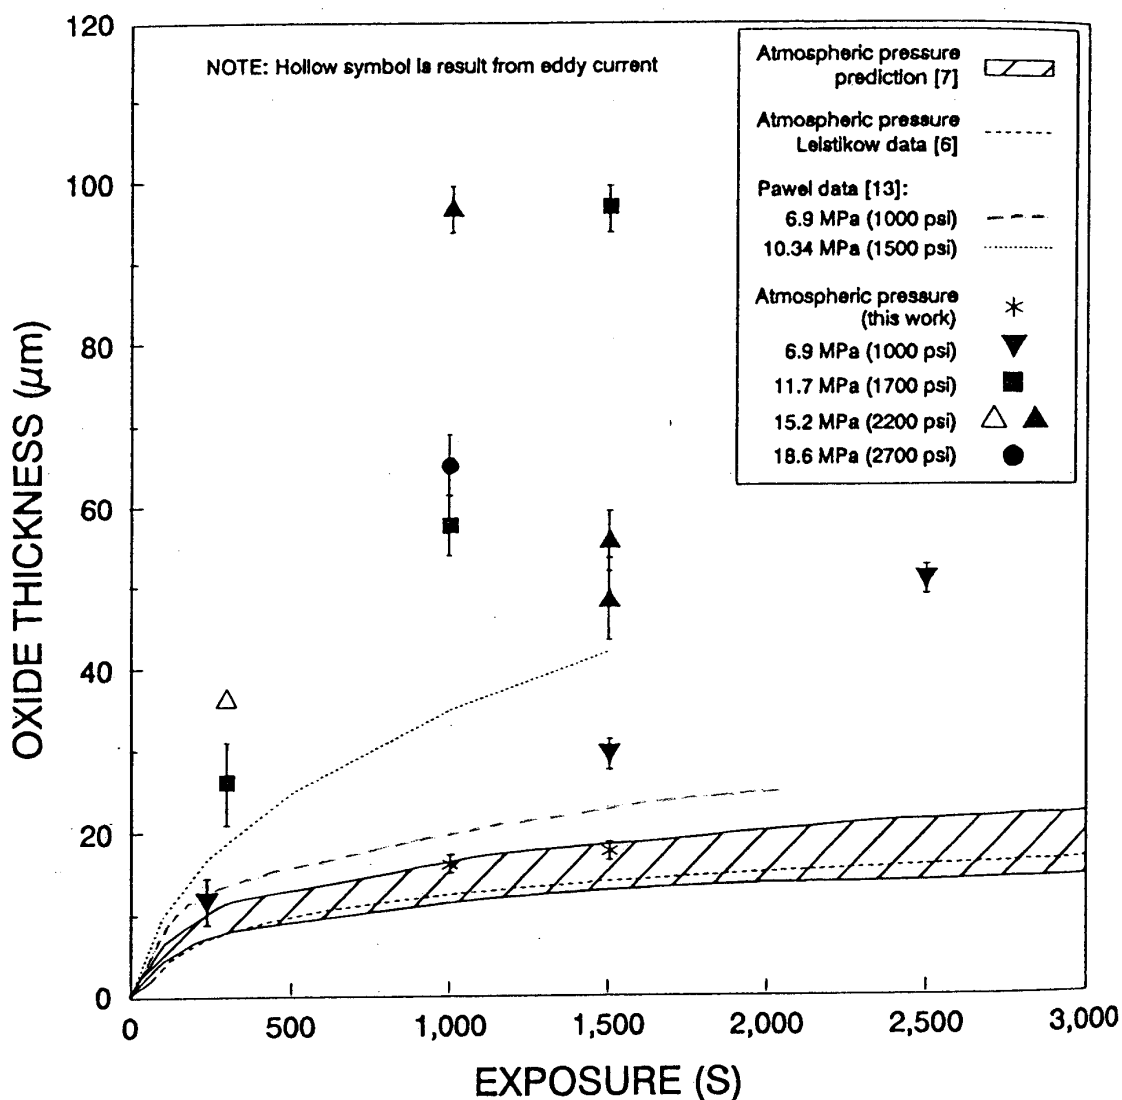 120
100
80
60
40
20
0
OXIDE THICKNESS (µm)
NOTE: Hollow symbol is result from eddy current
Atmospheric pressure
prediction [7]
Atmospheric pressure
Leistikow data [6]
Pawel data [13]:
6.9 MPa (1000 psi)
10.34 MPa (1500 psi)
Atmospheric pressure
(this work)
6.9 MPa (1000 psi)
11.7 MPa (1700 psi)
15.2 MPa (2200 psi)
18.6 MPa (2700 psi)
0 500 1,000 1,500 2,000 2,500 3,000
EXPOSURE (S)